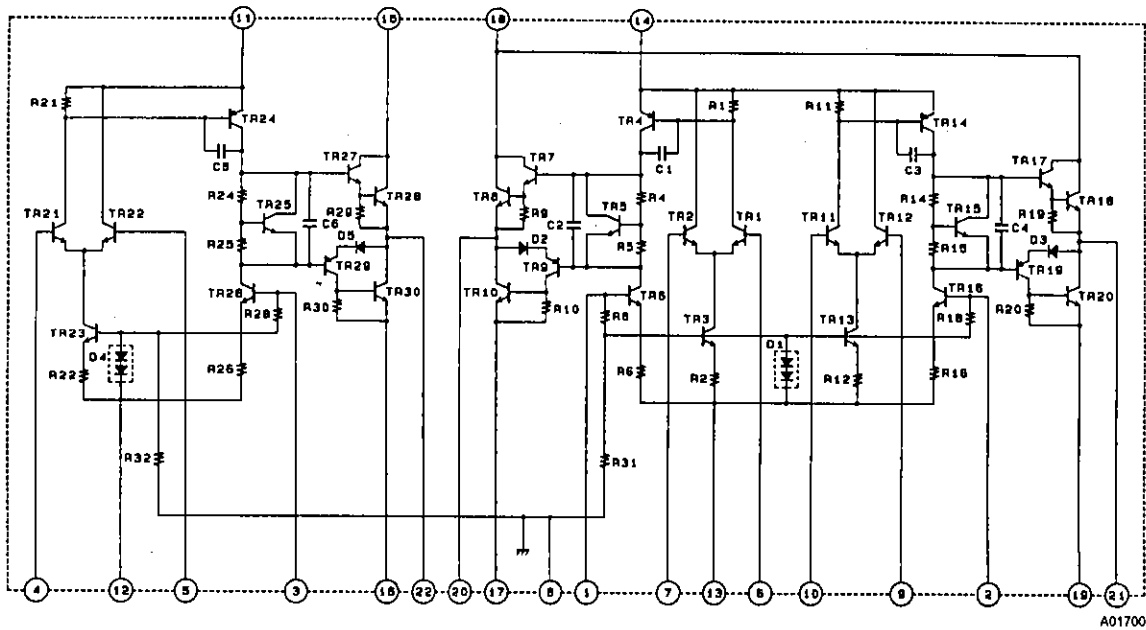 11
15
18
14
R21
TR24
C5
TR27
TR28
R24
TR25
R29
C6
TR21
TR22
R25
D5
TR29
TR26
R28
R30
TR30
TR23
D4
R22
R26
R32
TR7
TR8
R9
C2
D2
TR9
TR10
R10
TR4
C1
R1
R4
TR5
R5
TR2
TR1
TR6
R8
TR3
R6
R2
D1
R31
R11
TR14
C3
TR17
TR18
R14
TR15
R19
C4
TR11
TR12
R15
D3
TR19
TR16
R18
R20
TR20
TR13
R12
R16
4
12
5
3
16
22
20
17
8
1
7
13
6
10
9
2
19
21
A01700